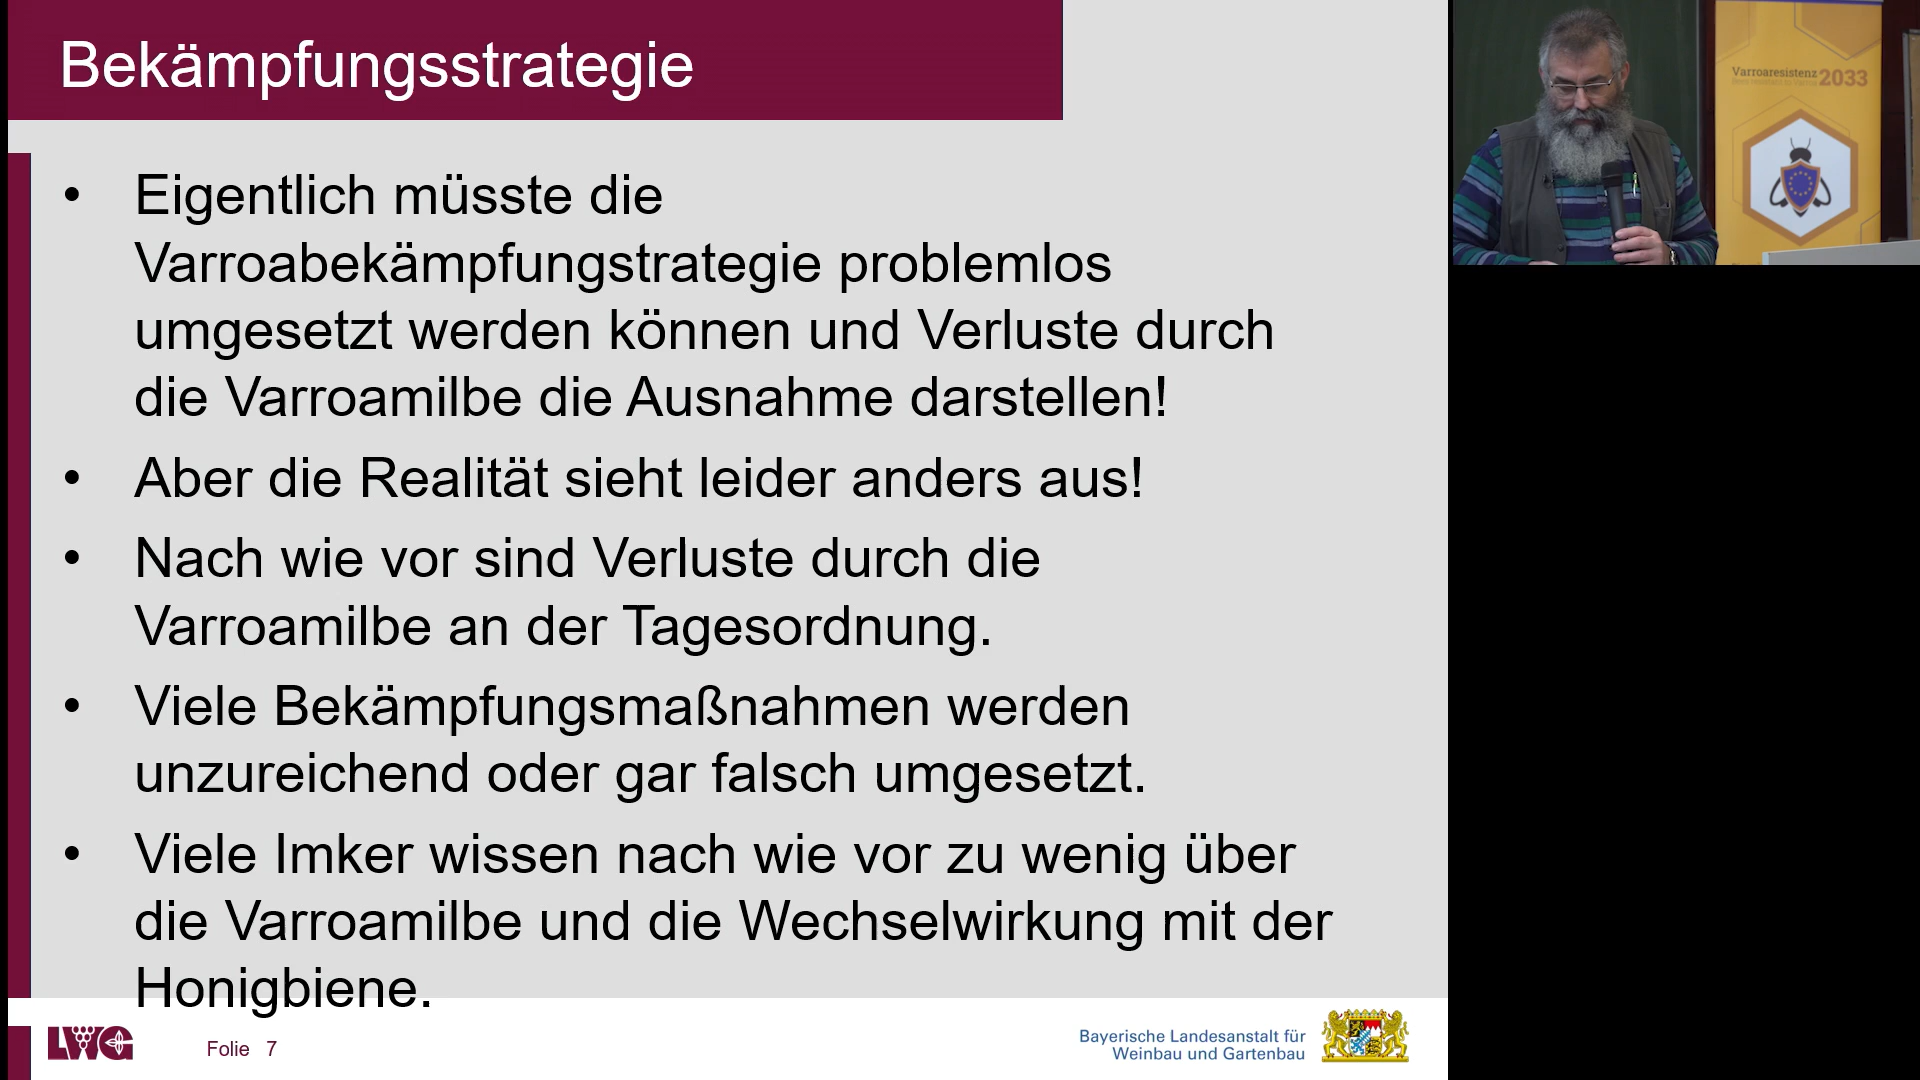 Bekämpfungsstrategie
• Eigentlich müsste die
Varroabekämpfungstrategie problemlos
umgesetzt werden können und Verluste durch
die Varroamilbe die Ausnahme darstellen!
• Aber die Realität sieht leider anders aus!
• Nach wie vor sind Verluste durch die
Varroamilbe an der Tagesordnung.
• Viele Bekämpfungsmaßnahmen werden
unzureichend oder gar falsch umgesetzt.
• Viele Imker wissen nach wie vor zu wenig über
die Varroamilbe und die Wechselwirkung mit der
Honigbiene.
LWG
Folie 7
Bayerische Landesanstalt für
Weinbau und Gartenbau
Varroaresistenz 2033